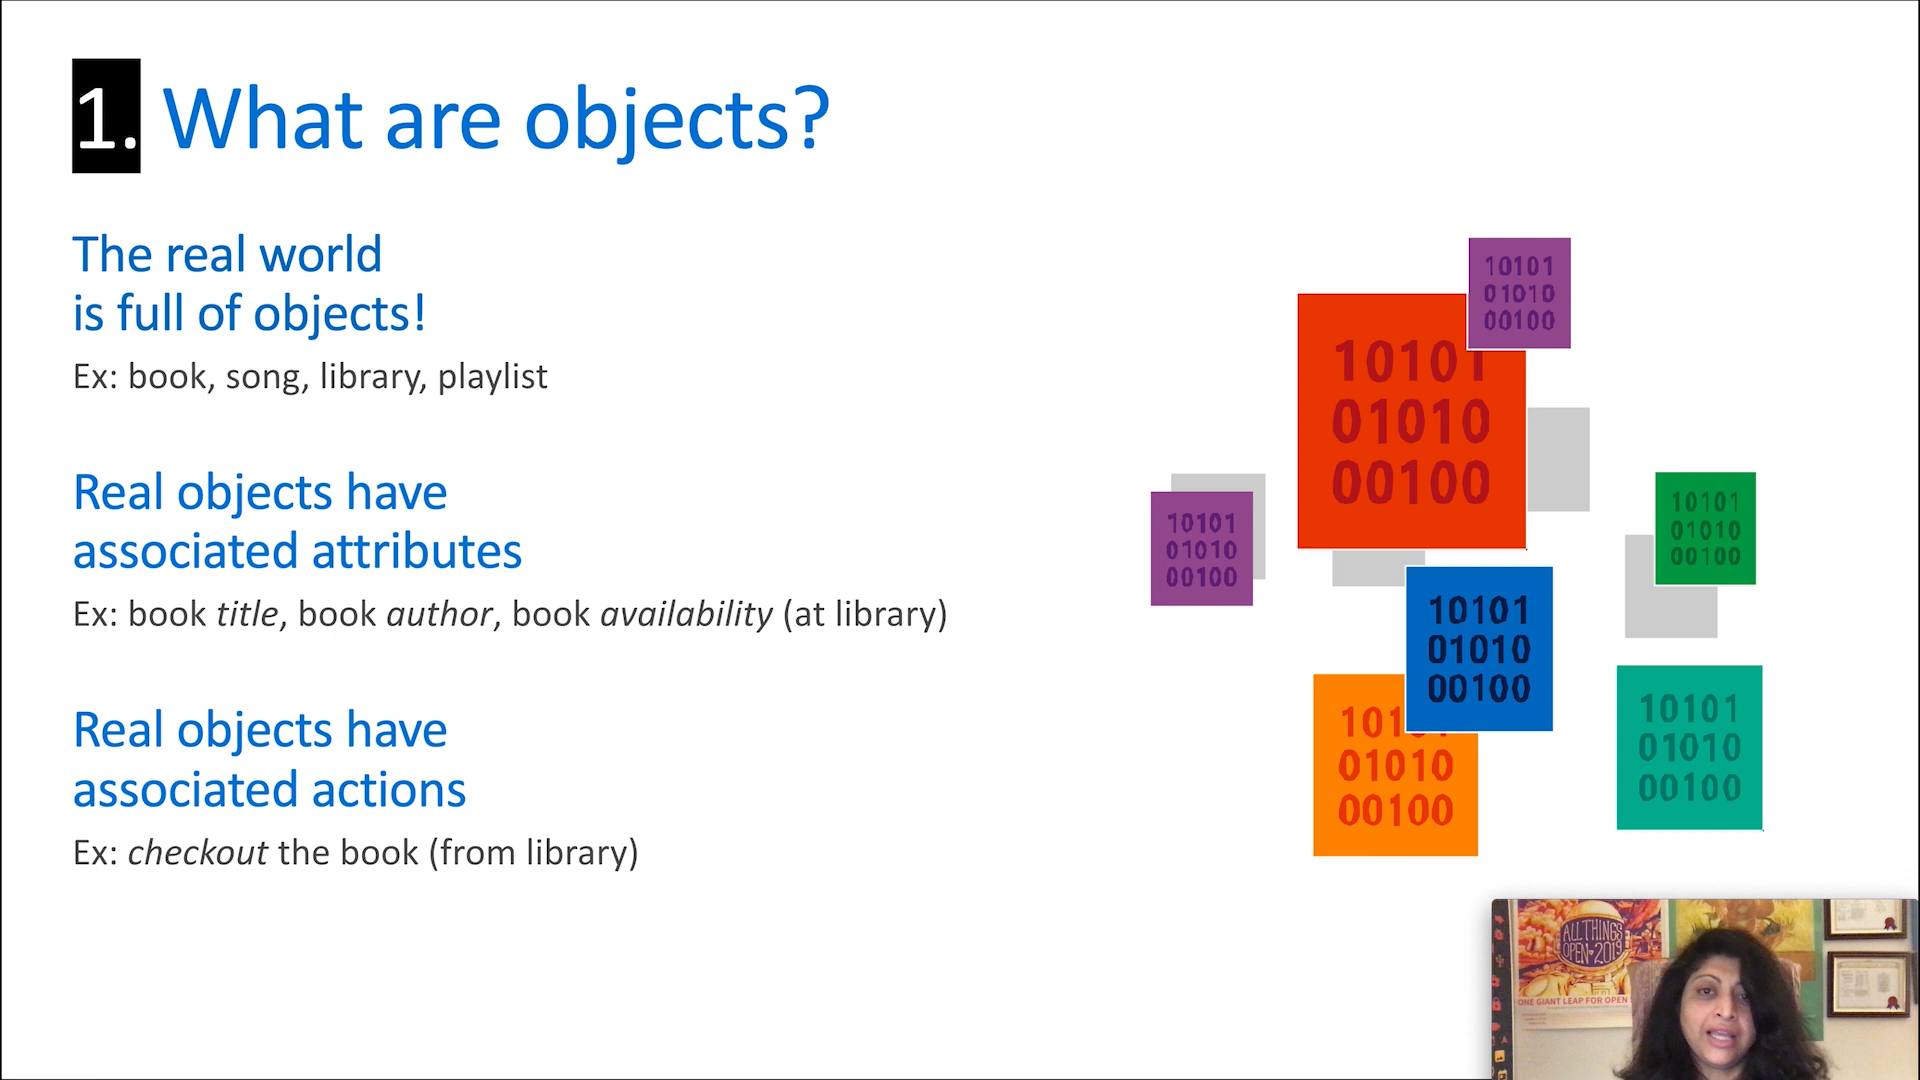 1. What are objects?
The real world
is full of objects!
Ex: book, song, library, playlist
Real objects have
associated attributes
Ex: book title, book author, book availability (at library)
Real objects have
associated actions
Ex: checkout the book (from library)
10101
01010
00100
10101
01010
00100
10101
01010
00100
10101
01010
00100
10101
01010
00100
101
01010
00100
10101
01010
00100
ALL THINGS
OPEN 2019
ONE GIANT LEAP FOR OPEN